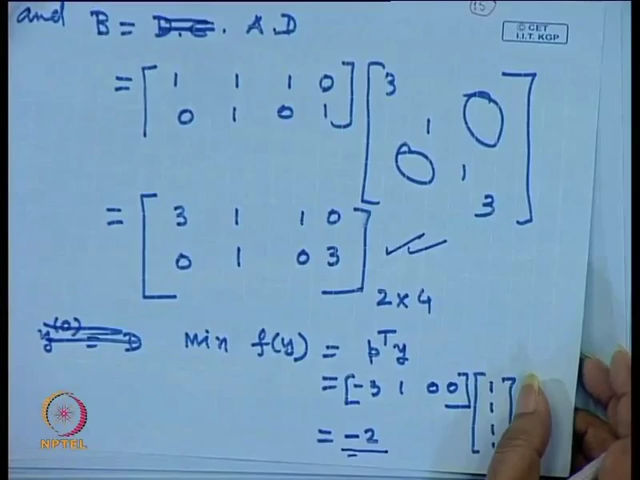 15
© CET
I.I.T. KGP
and B = D.C. A D
= [ 1 1 1 0 ] [ 3
0 1 0 1 1 0
0 1
3 ]
= [ 3 1 1 0 ]
0 1 0 3 ✓✓
2 × 4
y(0) = D Min f(y) = pᵀy
= [-3 1 0 0] [ 1 ]
1
1
1
= -2
NPTEL